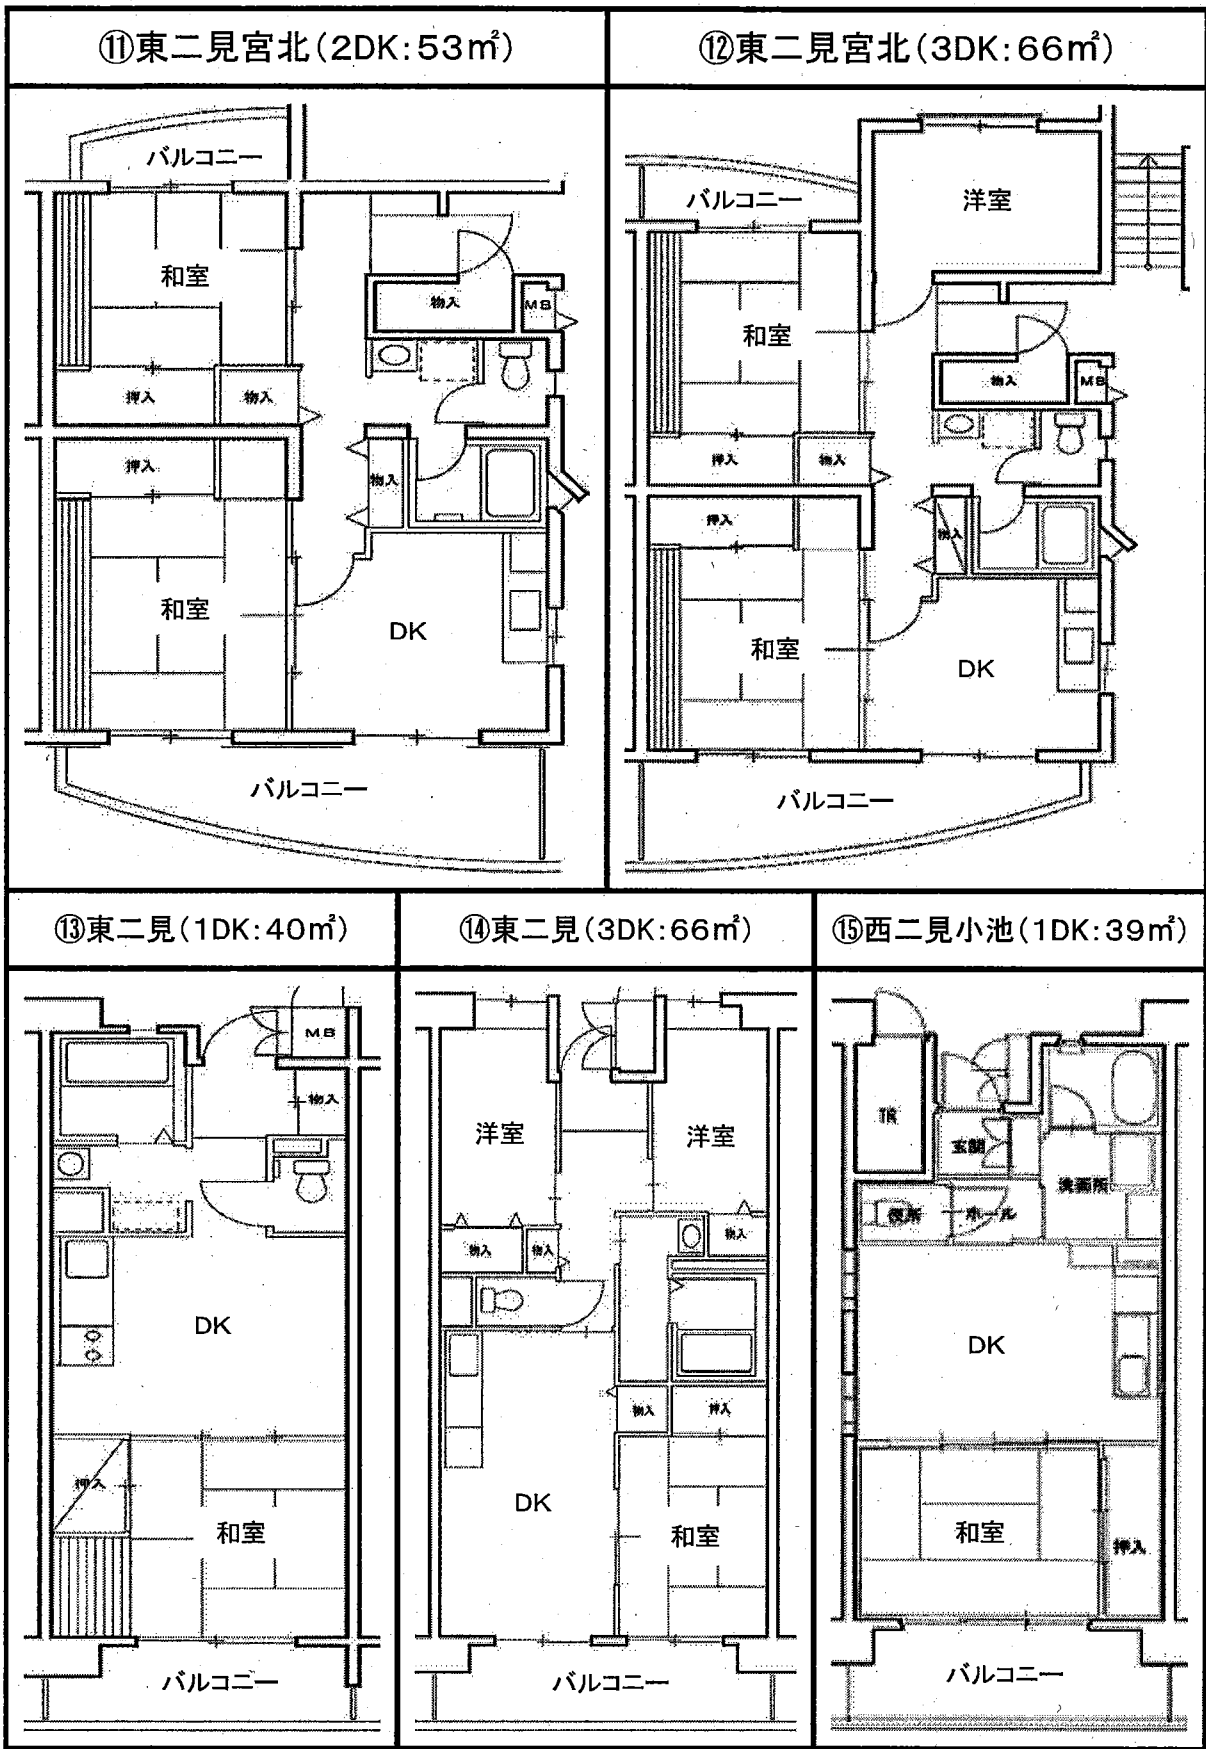 ⑪東二見宮北(2DK:53㎡)
バルコニー
和室
物入
MB
押入
物入
押入
物入
和室
DK
バルコニー
⑫東二見宮北(3DK:66㎡)
洋室
バルコニー
和室
物入
MB
押入
物入
押入
物入
和室
DK
バルコニー
⑬東二見(1DK:40㎡)
MB
物入
DK
押入
和室
バルコニー
⑭東二見(3DK:66㎡)
洋室
洋室
物入
物入
物入
物入
押入
DK
和室
バルコニー
⑮西二見小池(1DK:39㎡)
TR
玄関
洗面所
便所
ホール
DK
和室
押入
バルコニー